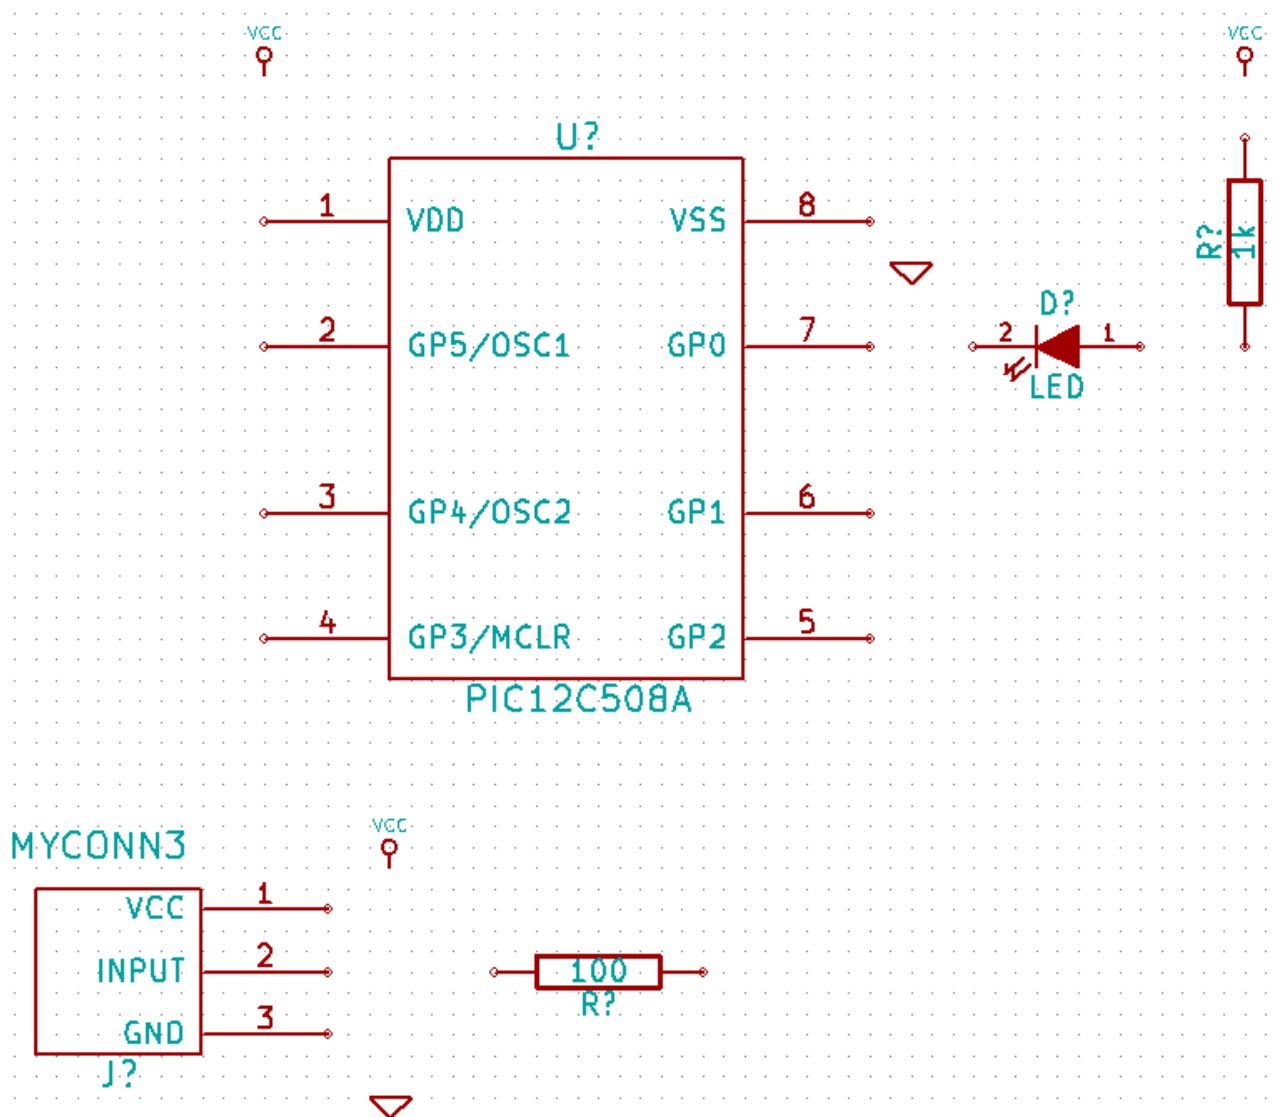 VCC
VCC
U?
1 VDD VSS 8
R? 1k
D?
2 GP5/OSC1 GP0 7
2 1
LED
3 GP4/OSC2 GP1 6
4 GP3/MCLR GP2 5
PIC12C508A
VCC
MYCONN3
VCC 1
INPUT 2
100
R?
GND 3
J?